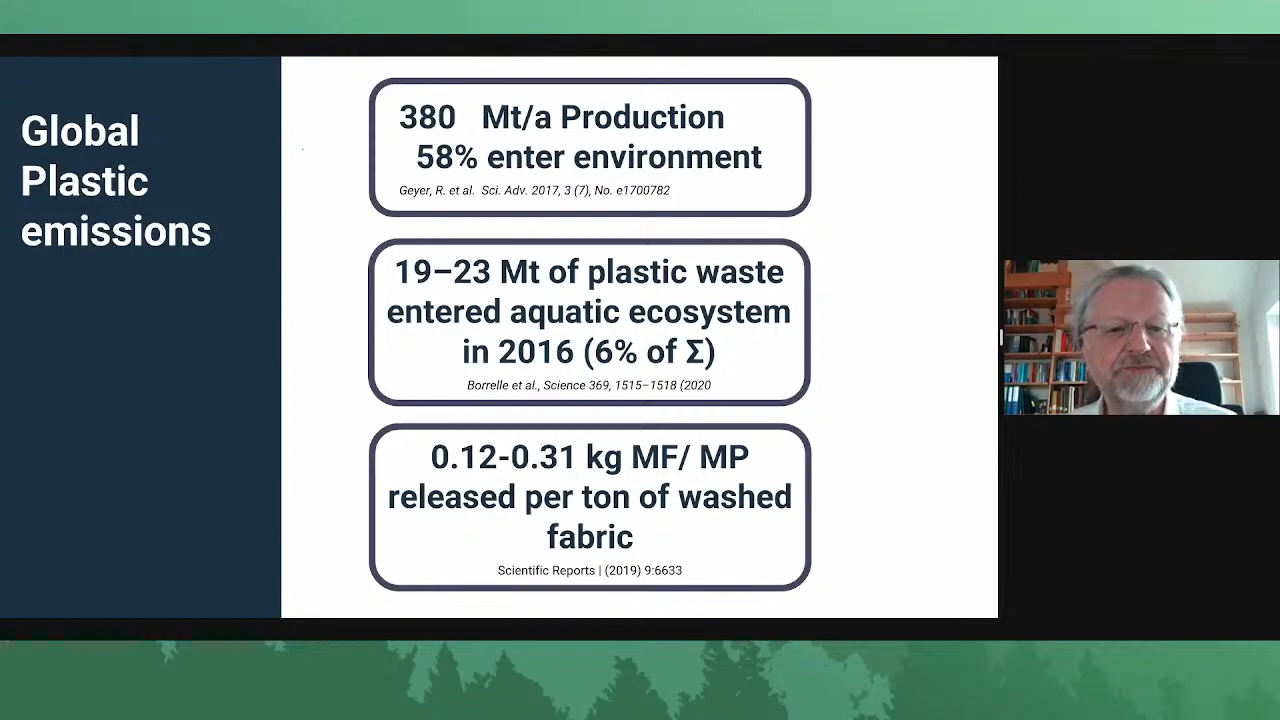 Global
Plastic
emissions
380 Mt/a Production
58% enter environment
Geyer, R. et al. Sci. Adv. 2017, 3 (7), No. e1700782
19–23 Mt of plastic waste
entered aquatic ecosystem
in 2016 (6% of Σ)
Borrelle et al., Science 369, 1515–1518 (2020
0.12-0.31 kg MF/ MP
released per ton of washed
fabric
Scientific Reports | (2019) 9:6633